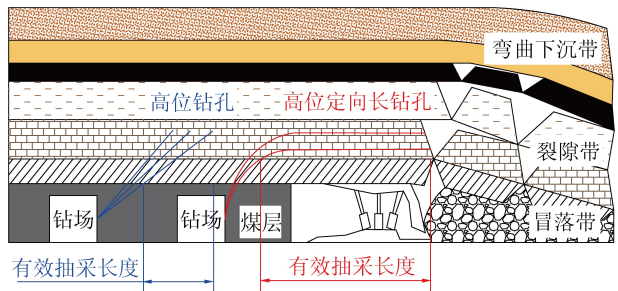 弯曲下沉带
高位钻孔
高位定向长钻孔
裂隙带
钻场
钻场
煤层
冒落带
有效抽采长度
有效抽采长度